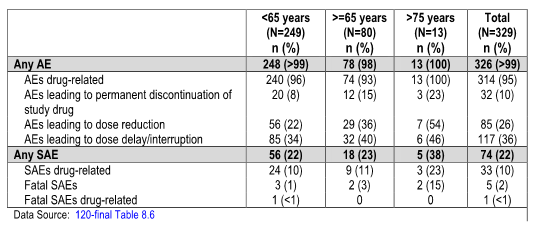 <65 years >=65 years >75 years Total
(N=249) (N=80) (N=13) (N=329)
n (%) n (%) n (%) n (%)
Any AE 248 (>99) 78 (98) 13 (100) 326 (>99)
AEs drug-related 240 (96) 74 (93) 13 (100) 314 (95)
AEs leading to permanent discontinuation of 20 (8) 12 (15) 3 (23) 32 (10)
study drug
AEs leading to dose reduction 56 (22) 29 (36) 7 (54) 85 (26)
AEs leading to dose delay/interruption 85 (34) 32 (40) 6 (46) 117 (36)
Any SAE 56 (22) 18 (23) 5 (38) 74 (22)
SAEs drug-related 24 (10) 9 (11) 3 (23) 33 (10)
Fatal SAEs 3 (1) 2 (3) 2 (15) 5 (2)
Fatal SAEs drug-related 1 (<1) 0 0 1 (<1)
Data Source: 120-final Table 8.6